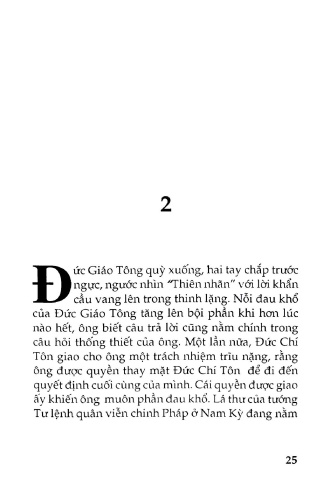 2
Đức Giáo Tông quỳ xuống, hai tay chắp trước
ngực, ngước nhìn “Thiên nhãn” với lời khẩn
cầu vang lên trong thinh lặng. Nỗi đau khổ
của Đức Giáo Tông tăng lên bội phần khi hơn lúc
nào hết, ông biết câu trả lời cũng nằm chính trong
câu hỏi thống thiết của ông. Một lần nữa, Đức Chí
Tôn giao cho ông một trách nhiệm trĩu nặng, rằng
ông được quyền thay mặt Đức Chí Tôn để đi đến
quyết định cuối cùng của mình. Cái quyền được giao
ấy khiến ông muôn phần đau khổ. Lá thư của tướng
Tư lệnh quân viễn chinh Pháp ở Nam Kỳ đang nằm
25